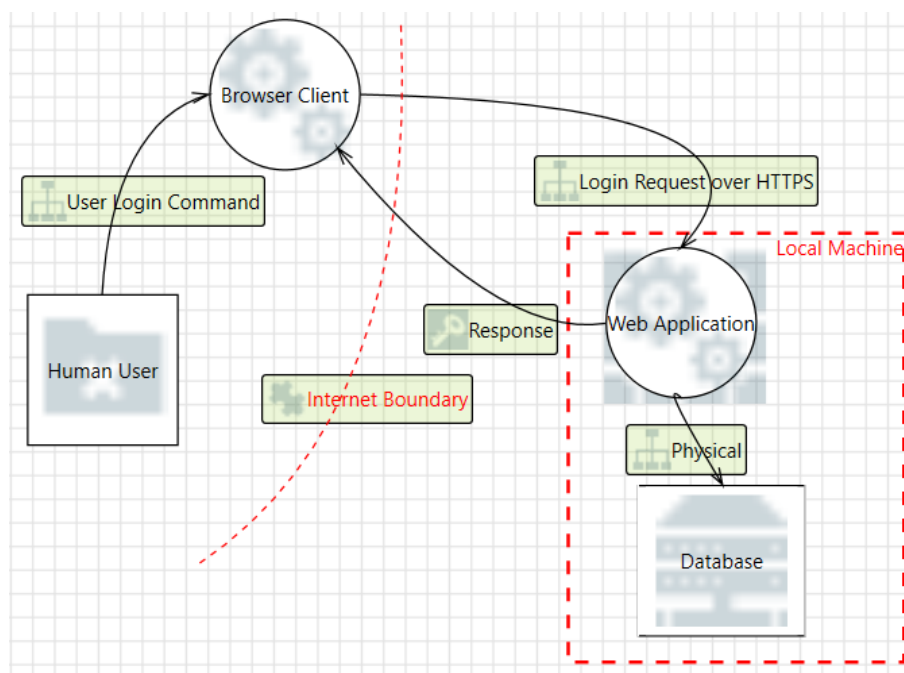 Browser Client
User Login Command
Login Request over HTTPS
Local Machine
Response
Web Application
Human User
Internet Boundary
Physical
Database